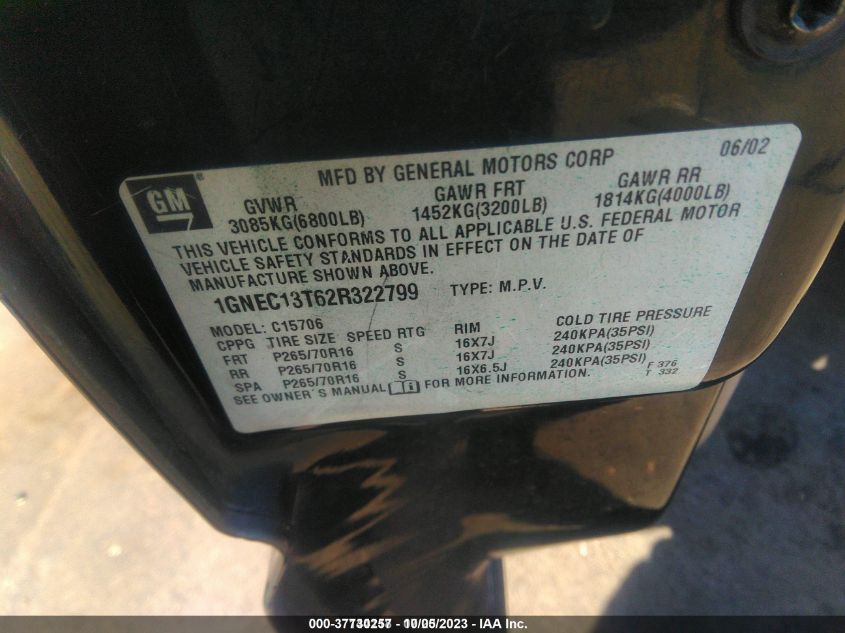 GM ® MFD BY GENERAL MOTORS CORP 06/02
GVWR GAWR FRT GAWR RR
3085KG(6800LB) 1452KG(3200LB) 1814KG(4000LB)
THIS VEHICLE CONFORMS TO ALL APPLICABLE U.S. FEDERAL MOTOR
VEHICLE SAFETY STANDARDS IN EFFECT ON THE DATE OF
MANUFACTURE SHOWN ABOVE.
1GNEC13T62R322799 TYPE: M.P.V.
MODEL: C15706
CPPG TIRE SIZE SPEED RTG RIM COLD TIRE PRESSURE
FRT P265/70R16 S 16X7J 240KPA(35PSI)
RR P265/70R16 S 16X7J 240KPA(35PSI)
SPA P265/70R16 S 16X6.5J 240KPA(35PSI)
SEE OWNER'S MANUAL FOR MORE INFORMATION. F 376
T 332
- IAA Inc.